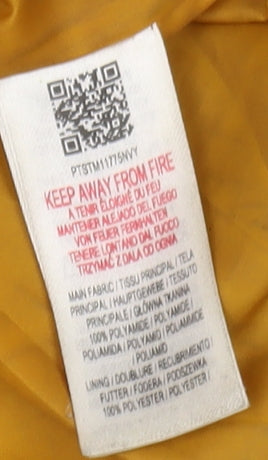 PTSTM11775NVY
KEEP AWAY FROM FIRE
A TENIR ÉLOIGNÉ DU FEU
MANTENER ALEJADO DEL FUEGO
VON FEUER FERNHALTEN
TENERE LONTANO DAL FUOCO
TRZYMAĆ Z DALA OD OGNIA
MAIN FABRIC / TISSU PRINCIPAL / TELA
PRINCIPAL / HAUPTGEWEBE / TESSUTO
PRINCIPALE / GŁÓWNA TKANINA
100% POLYAMIDE / POLYAMIDE /
POLIAMIDA / POLYAMID / POLIAMMIDE
/ POLIAMID
LINING / DOUBLURE / RECUBRIMIENTO /
FUTTER / FODERA / PODSZEWKA
100% POLYESTER / POLYESTER /